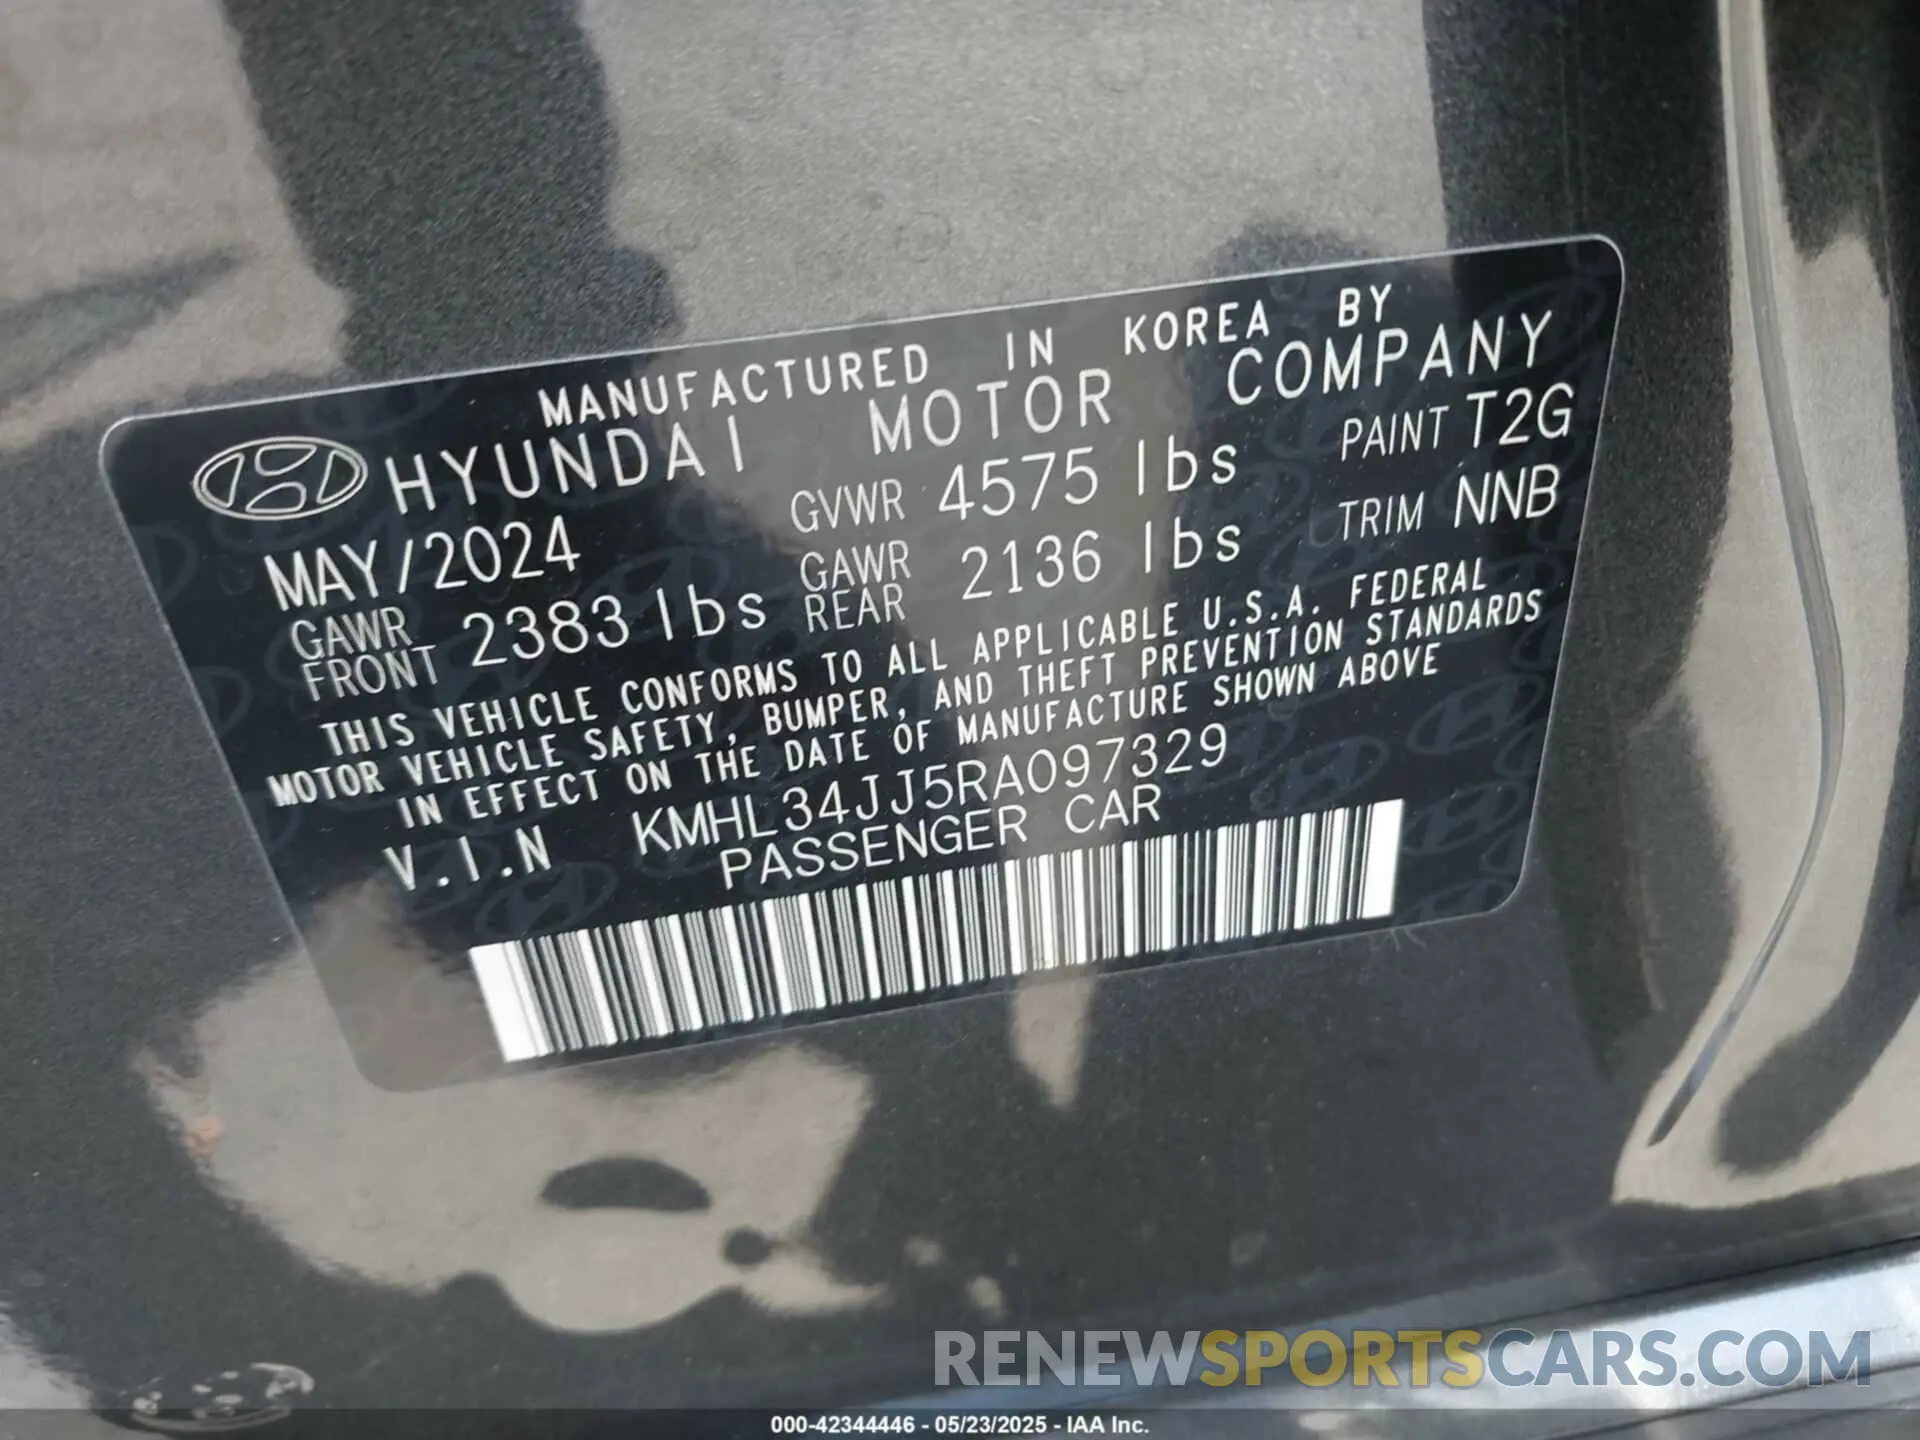 MANUFACTURED IN KOREA BY
HYUNDAI MOTOR COMPANY
MAY/2024 GVWR 4575 lbs PAINT T2G
GAWR FRONT 2383 lbs GAWR REAR 2136 lbs TRIM NNB
THIS VEHICLE CONFORMS TO ALL APPLICABLE U.S.A. FEDERAL
MOTOR VEHICLE SAFETY, BUMPER, AND THEFT PREVENTION STANDARDS
IN EFFECT ON THE DATE OF MANUFACTURE SHOWN ABOVE
V.I.N KMHL34JJ5RA097329
PASSENGER CAR
RENEWSPORTSCARS.COM
000-42344446 - 05/23/2025 - IAA Inc.